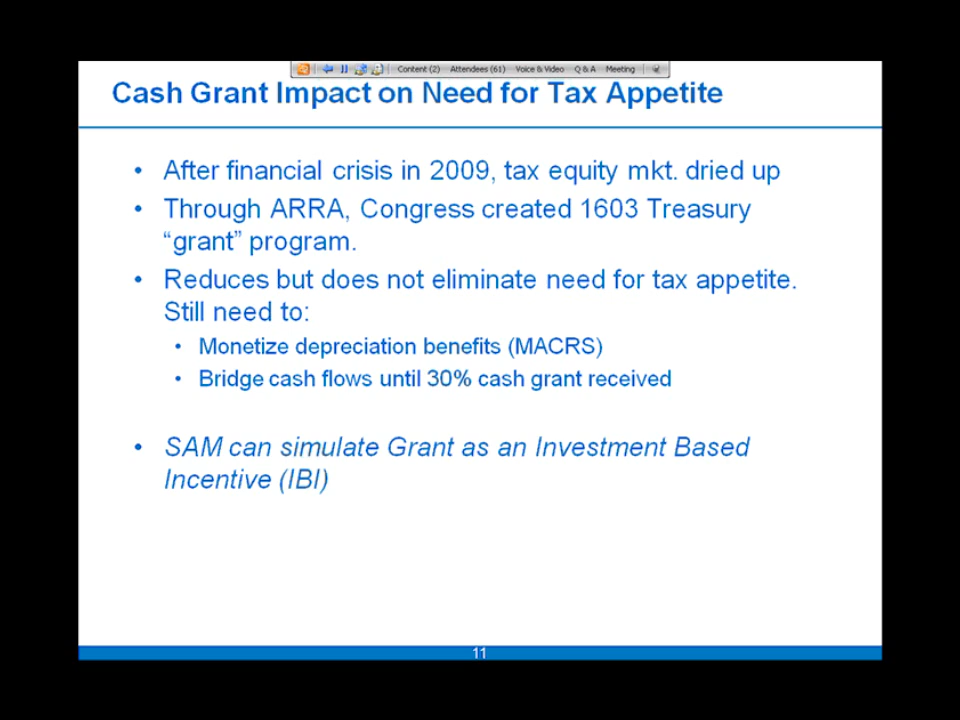 Content (2) Attendees (61) Voice & Video Q & A Meeting
Cash Grant Impact on Need for Tax Appetite
• After financial crisis in 2009, tax equity mkt. dried up
• Through ARRA, Congress created 1603 Treasury
“grant” program.
• Reduces but does not eliminate need for tax appetite.
Still need to:
• Monetize depreciation benefits (MACRS)
• Bridge cash flows until 30% cash grant received
• SAM can simulate Grant as an Investment Based
Incentive (IBI)
11